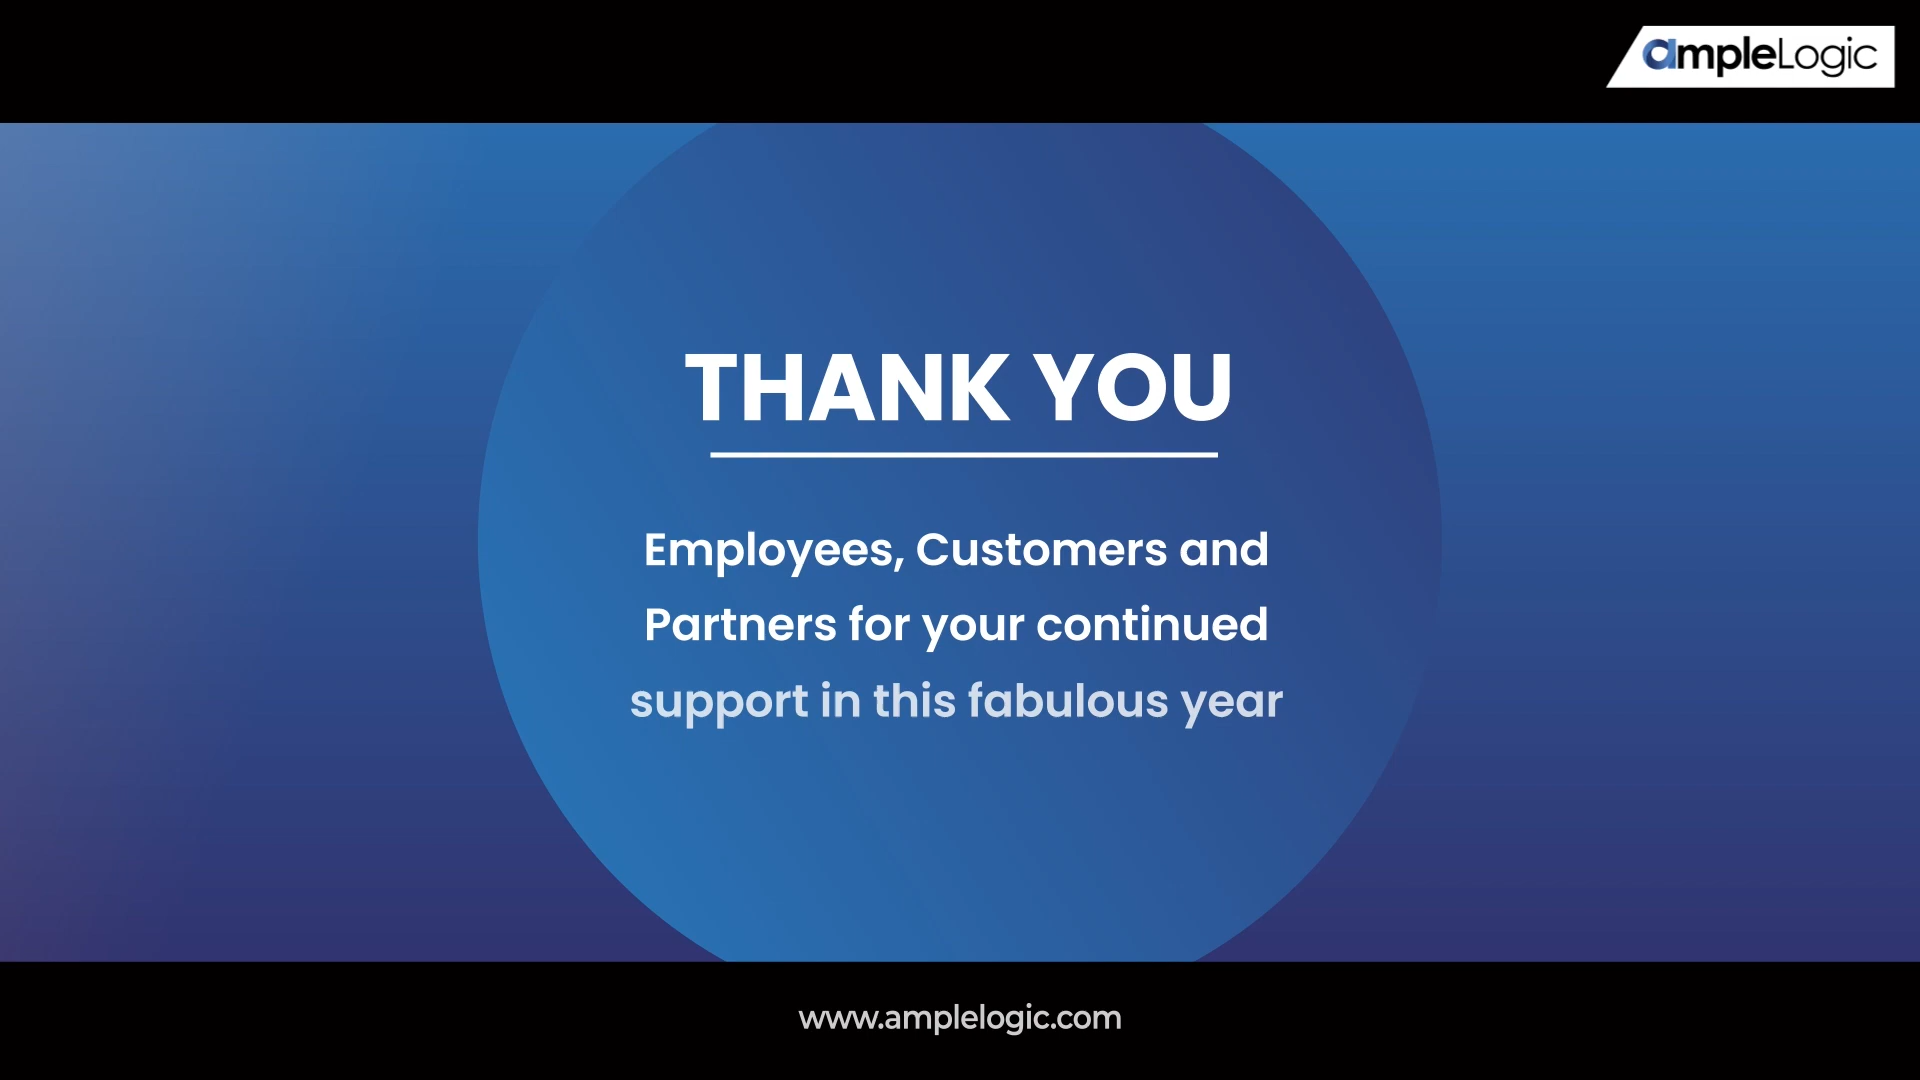 ampleLogic
THANK YOU
Employees, Customers and
Partners for your continued
support in this fabulous year
www.amplelogic.com